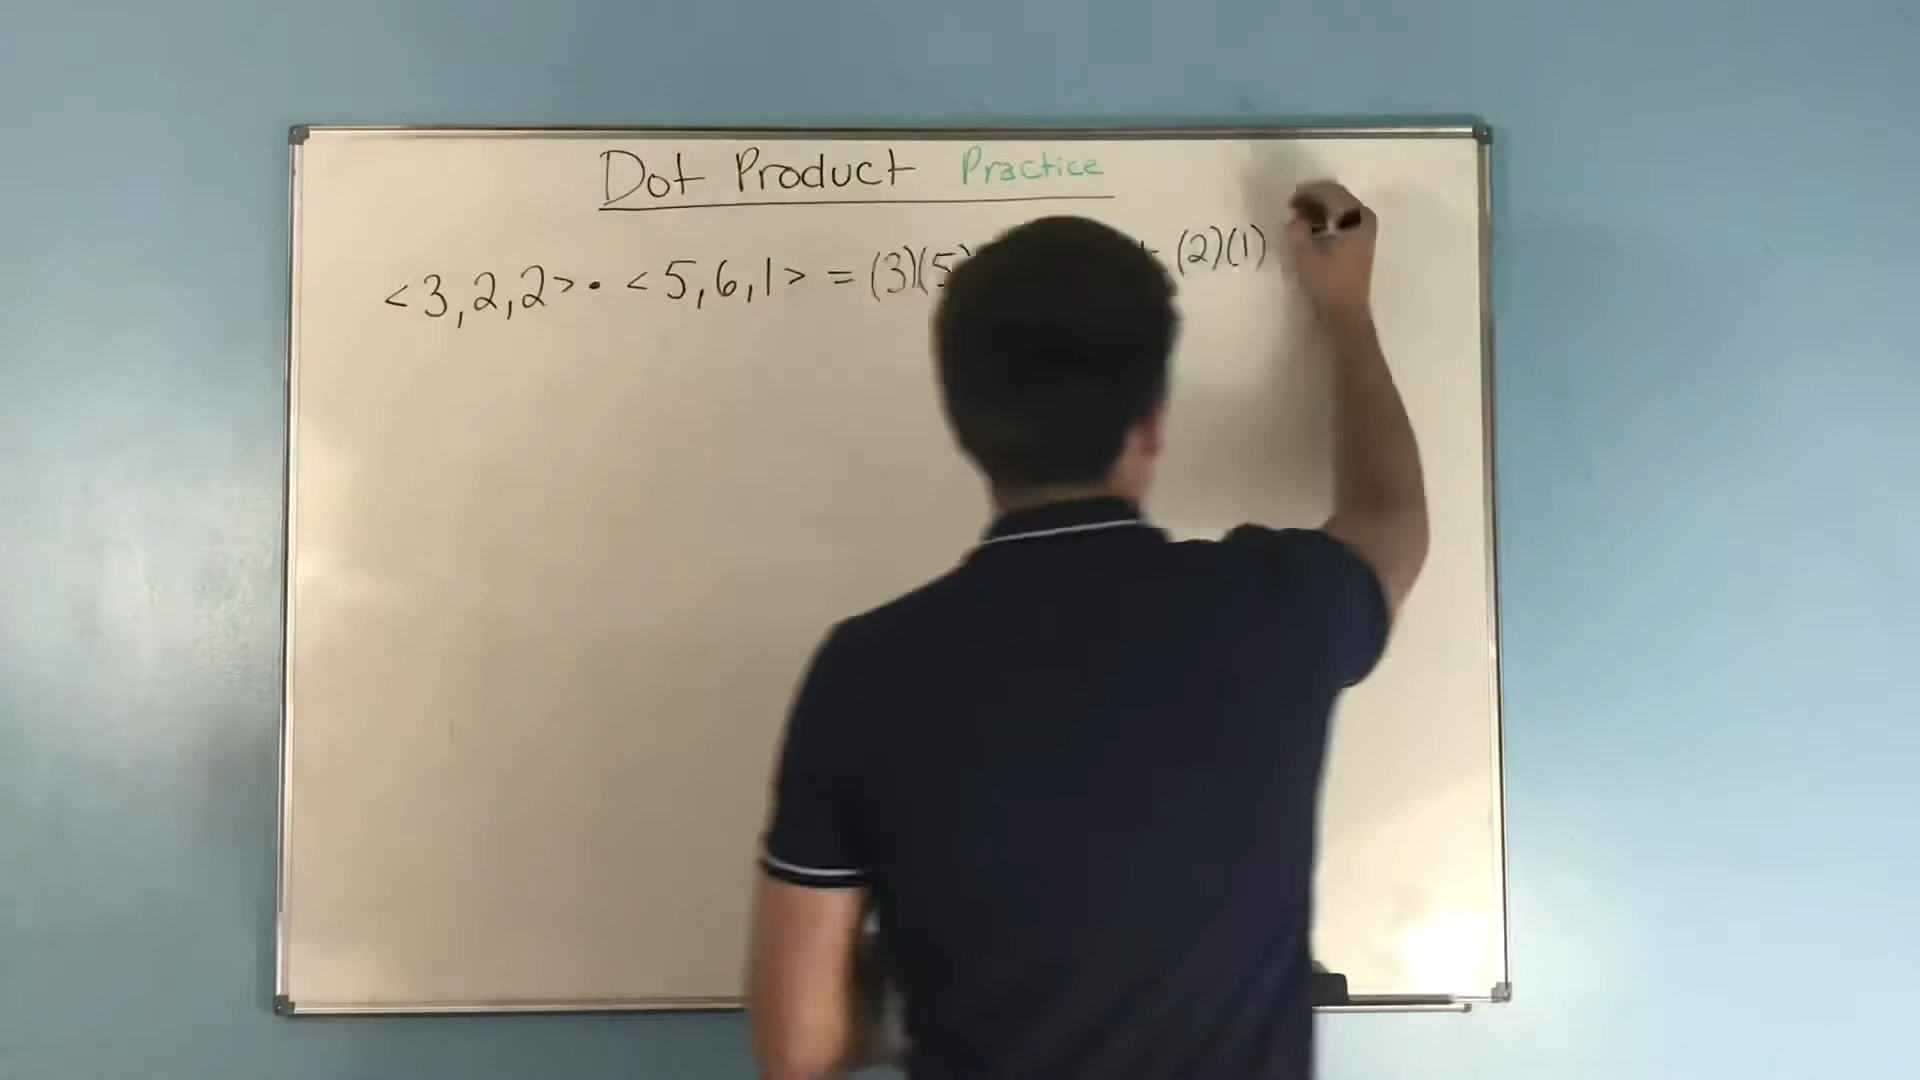 Dot Product Practice
<3,2,2> • <5,6,1> = (3)(5) (2)(1)